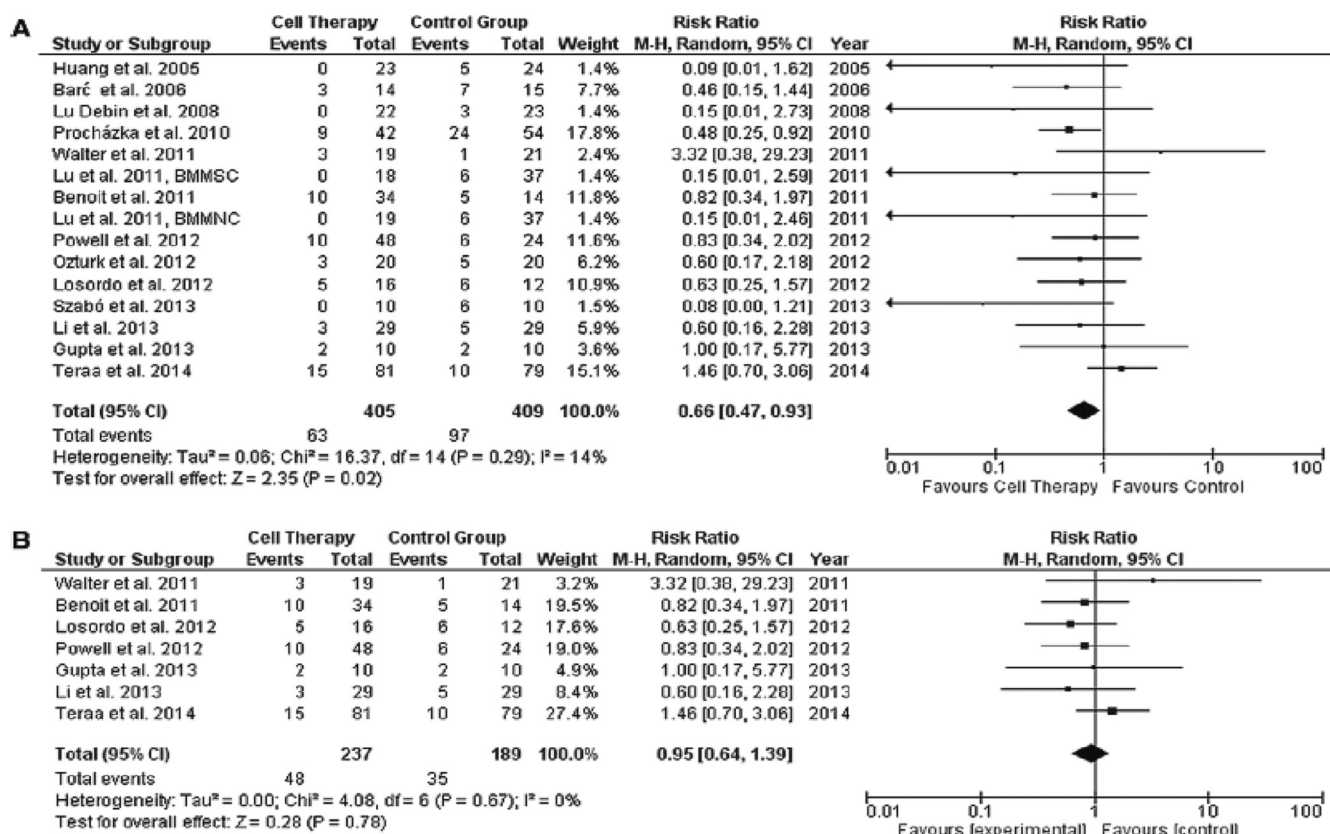 A
Cell Therapy Control Group Risk Ratio Risk Ratio
Study or Subgroup Events Total Events Total Weight M-H, Random, 95% CI Year M-H, Random, 95% CI
Huang et al. 2005 0 23 5 24 1.4% 0.09 [0.01, 1.62] 2005
Barć et al. 2006 3 14 7 15 7.7% 0.46 [0.15, 1.44] 2006
Lu Debin et al. 2008 0 22 3 23 1.4% 0.15 [0.01, 2.73] 2008
Procházka et al. 2010 9 42 24 54 17.8% 0.48 [0.25, 0.92] 2010
Walter et al. 2011 3 19 1 21 2.4% 3.32 [0.38, 29.23] 2011
Lu et al. 2011, BMMSC 0 18 6 37 1.4% 0.15 [0.01, 2.59] 2011
Benoit et al. 2011 10 34 5 14 11.8% 0.82 [0.34, 1.97] 2011
Lu et al. 2011, BMMNC 0 19 6 37 1.4% 0.15 [0.01, 2.46] 2011
Powell et al. 2012 10 48 6 24 11.6% 0.83 [0.34, 2.02] 2012
Ozturk et al. 2012 3 20 5 20 6.2% 0.60 [0.17, 2.18] 2012
Losordo et al. 2012 5 16 6 12 10.9% 0.63 [0.25, 1.57] 2012
Szabó et al. 2013 0 10 6 10 1.5% 0.08 [0.00, 1.21] 2013
Li et al. 2013 3 29 5 29 5.9% 0.60 [0.16, 2.28] 2013
Gupta et al. 2013 2 10 2 10 3.6% 1.00 [0.17, 5.77] 2013
Teraa et al. 2014 15 81 10 79 15.1% 1.46 [0.70, 3.06] 2014
Total (95% CI) 405 409 100.0% 0.66 [0.47, 0.93]
Total events 63 97
Heterogeneity: Tau² = 0.06; Chi² = 16.37, df = 14 (P = 0.29); I² = 14%
Test for overall effect: Z = 2.35 (P = 0.02)
0.01 0.1 1 10 100
Favours Cell Therapy Favours Control
B
Cell Therapy Control Group Risk Ratio Risk Ratio
Study or Subgroup Events Total Events Total Weight M-H, Random, 95% CI Year M-H, Random, 95% CI
Walter et al. 2011 3 19 1 21 3.2% 3.32 [0.38, 29.23] 2011
Benoit et al. 2011 10 34 5 14 19.5% 0.82 [0.34, 1.97] 2011
Losordo et al. 2012 5 16 6 12 17.6% 0.63 [0.25, 1.57] 2012
Powell et al. 2012 10 48 6 24 19.0% 0.83 [0.34, 2.02] 2012
Gupta et al. 2013 2 10 2 10 4.9% 1.00 [0.17, 5.77] 2013
Li et al. 2013 3 29 5 29 8.4% 0.60 [0.16, 2.28] 2013
Teraa et al. 2014 15 81 10 79 27.4% 1.46 [0.70, 3.06] 2014
Total (95% CI) 237 189 100.0% 0.95 [0.64, 1.39]
Total events 48 35
Heterogeneity: Tau² = 0.00; Chi² = 4.08, df = 6 (P = 0.67); I² = 0%
Test for overall effect: Z = 0.28 (P = 0.78)
0.01 0.1 1 10 100
Favours [experimental] Favours [control]